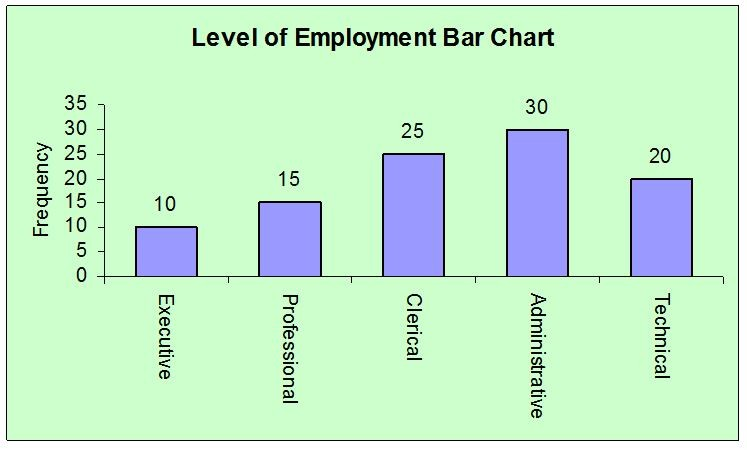 Level of Employment Bar Chart
Frequency
35
30
25
20
15
10
5
0
10
15
25
30
20
Executive
Professional
Clerical
Administrative
Technical